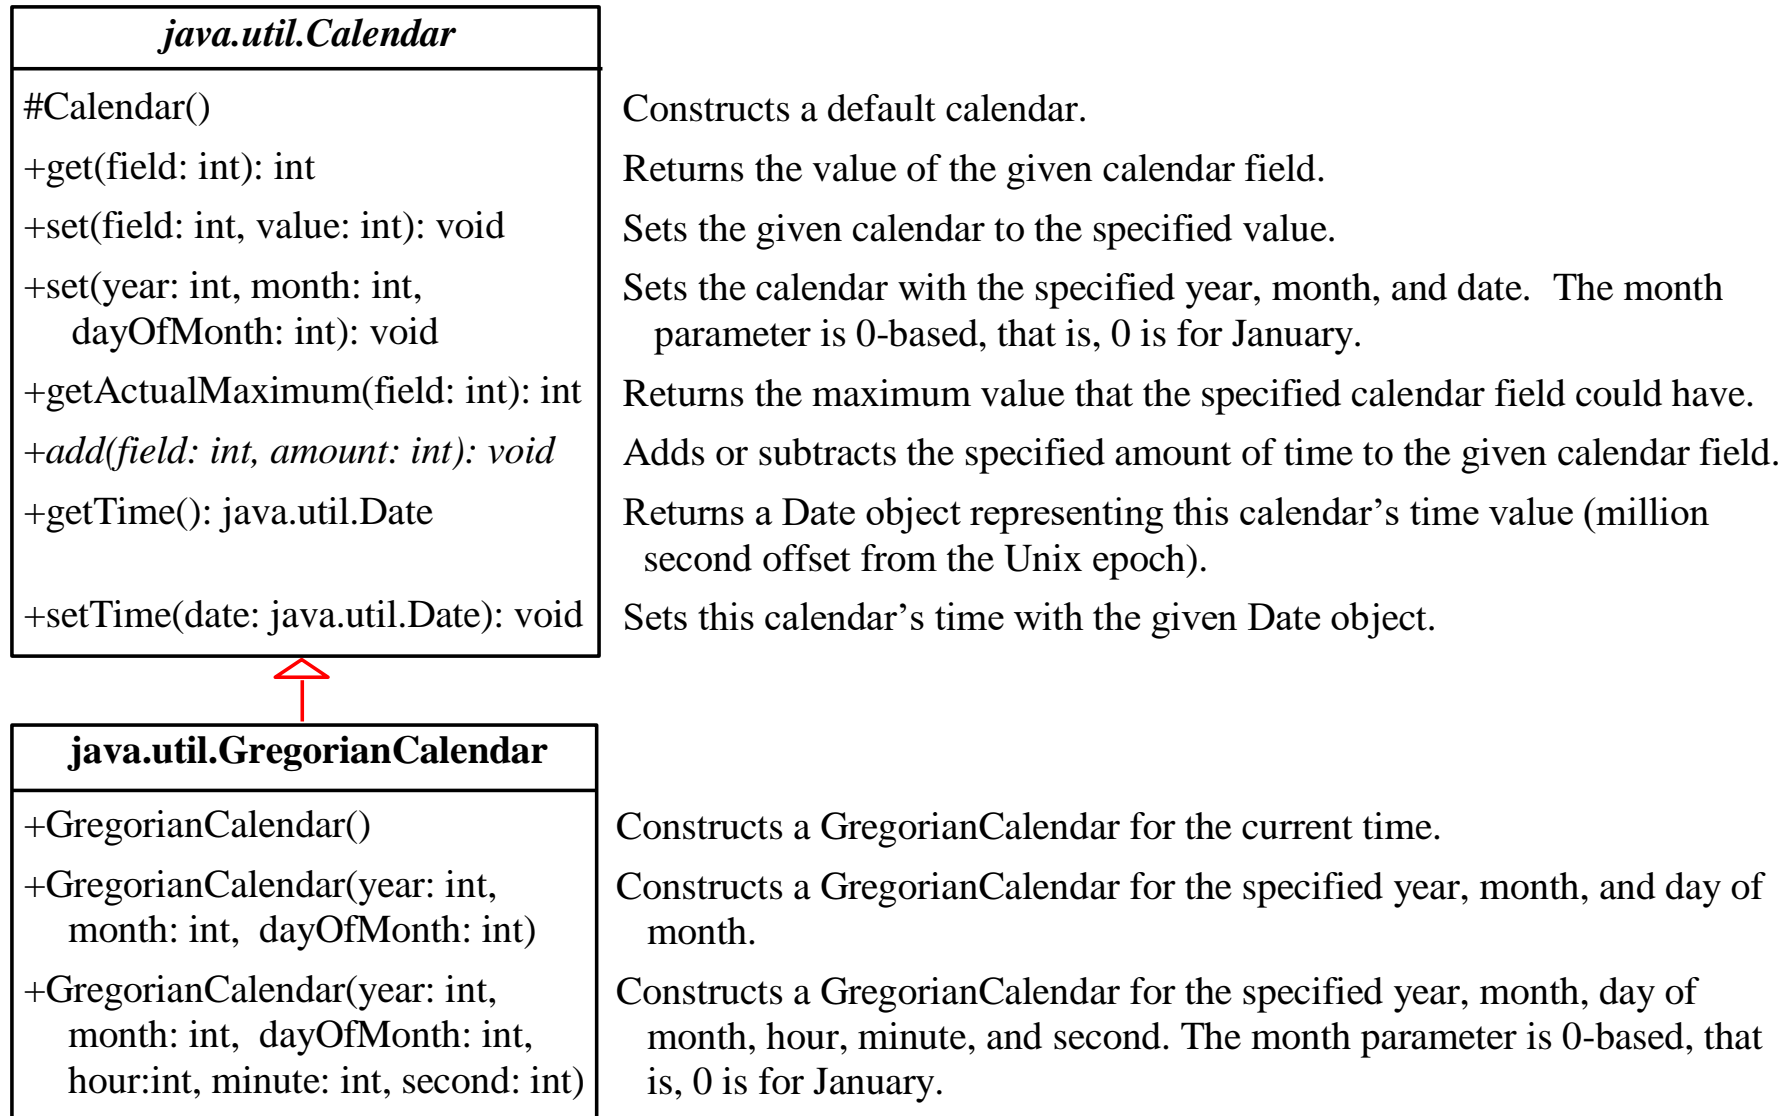 java.util.Calendar
#Calendar()
Constructs a default calendar.
+get(field: int): int
Returns the value of the given calendar field.
+set(field: int, value: int): void
Sets the given calendar to the specified value.
+set(year: int, month: int,
dayOfMonth: int): void
Sets the calendar with the specified year, month, and date.  The month
parameter is 0-based, that is, 0 is for January.
+getActualMaximum(field: int): int
Returns the maximum value that the specified calendar field could have.
+add(field: int, amount: int): void
Adds or subtracts the specified amount of time to the given calendar field.
+getTime(): java.util.Date
Returns a Date object representing this calendar’s time value (million
second offset from the Unix epoch).
+setTime(date: java.util.Date): void
Sets this calendar’s time with the given Date object.
java.util.GregorianCalendar
+GregorianCalendar()
Constructs a GregorianCalendar for the current time.
+GregorianCalendar(year: int,
month: int,  dayOfMonth: int)
Constructs a GregorianCalendar for the specified year, month, and day of
month.
+GregorianCalendar(year: int,
month: int,  dayOfMonth: int,
hour:int, minute: int, second: int)
Constructs a GregorianCalendar for the specified year, month, day of
month, hour, minute, and second. The month parameter is 0-based, that
is, 0 is for January.